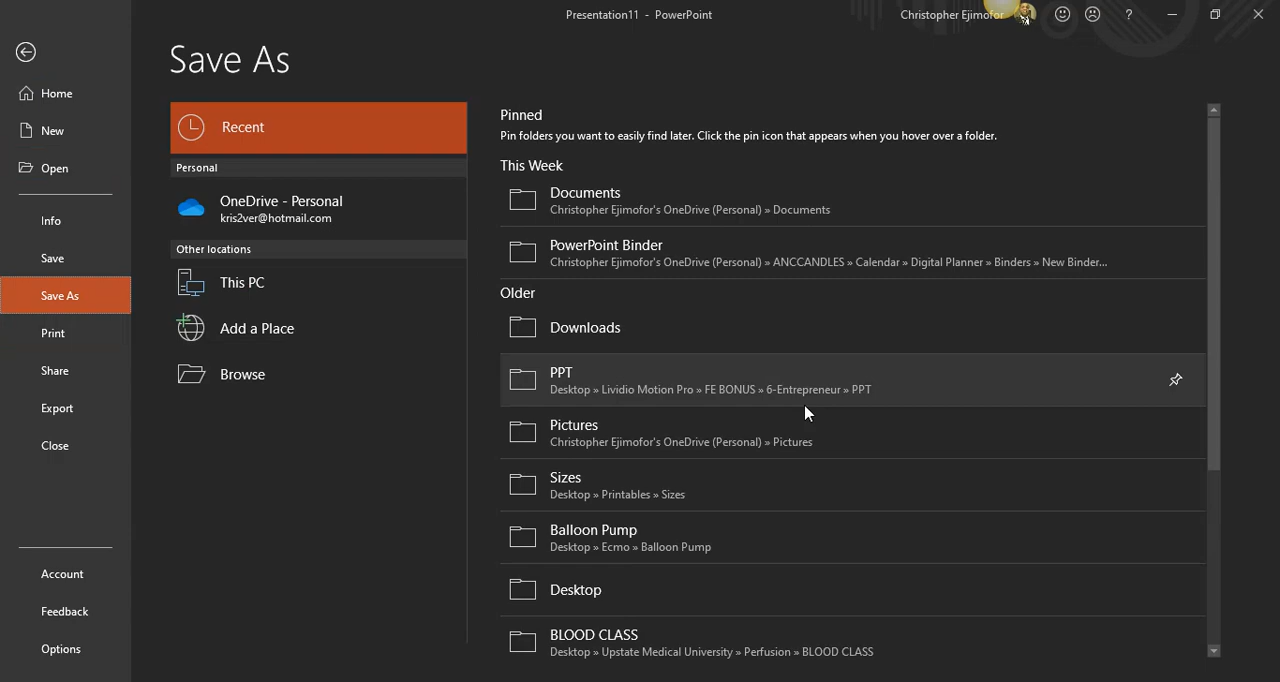 Presentation11 - PowerPoint
Christopher Ejimofor
?
Save As
Home
New
Open
Info
Save
Save As
Print
Share
Export
Close
Account
Feedback
Options
Recent
Personal
OneDrive - Personal
kris2ver@hotmail.com
Other locations
This PC
Add a Place
Browse
Pinned
Pin folders you want to easily find later. Click the pin icon that appears when you hover over a folder.
This Week
Documents
Christopher Ejimofor's OneDrive (Personal) » Documents
PowerPoint Binder
Christopher Ejimofor's OneDrive (Personal) » ANCCANDLES » Calendar » Digital Planner » Binders » New Binder...
Older
Downloads
PPT
Desktop » Lividio Motion Pro » FE BONUS » 6-Entrepreneur » PPT
Pictures
Christopher Ejimofor's OneDrive (Personal) » Pictures
Sizes
Desktop » Printables » Sizes
Balloon Pump
Desktop » Ecmo » Balloon Pump
Desktop
BLOOD CLASS
Desktop » Upstate Medical University » Perfusion » BLOOD CLASS